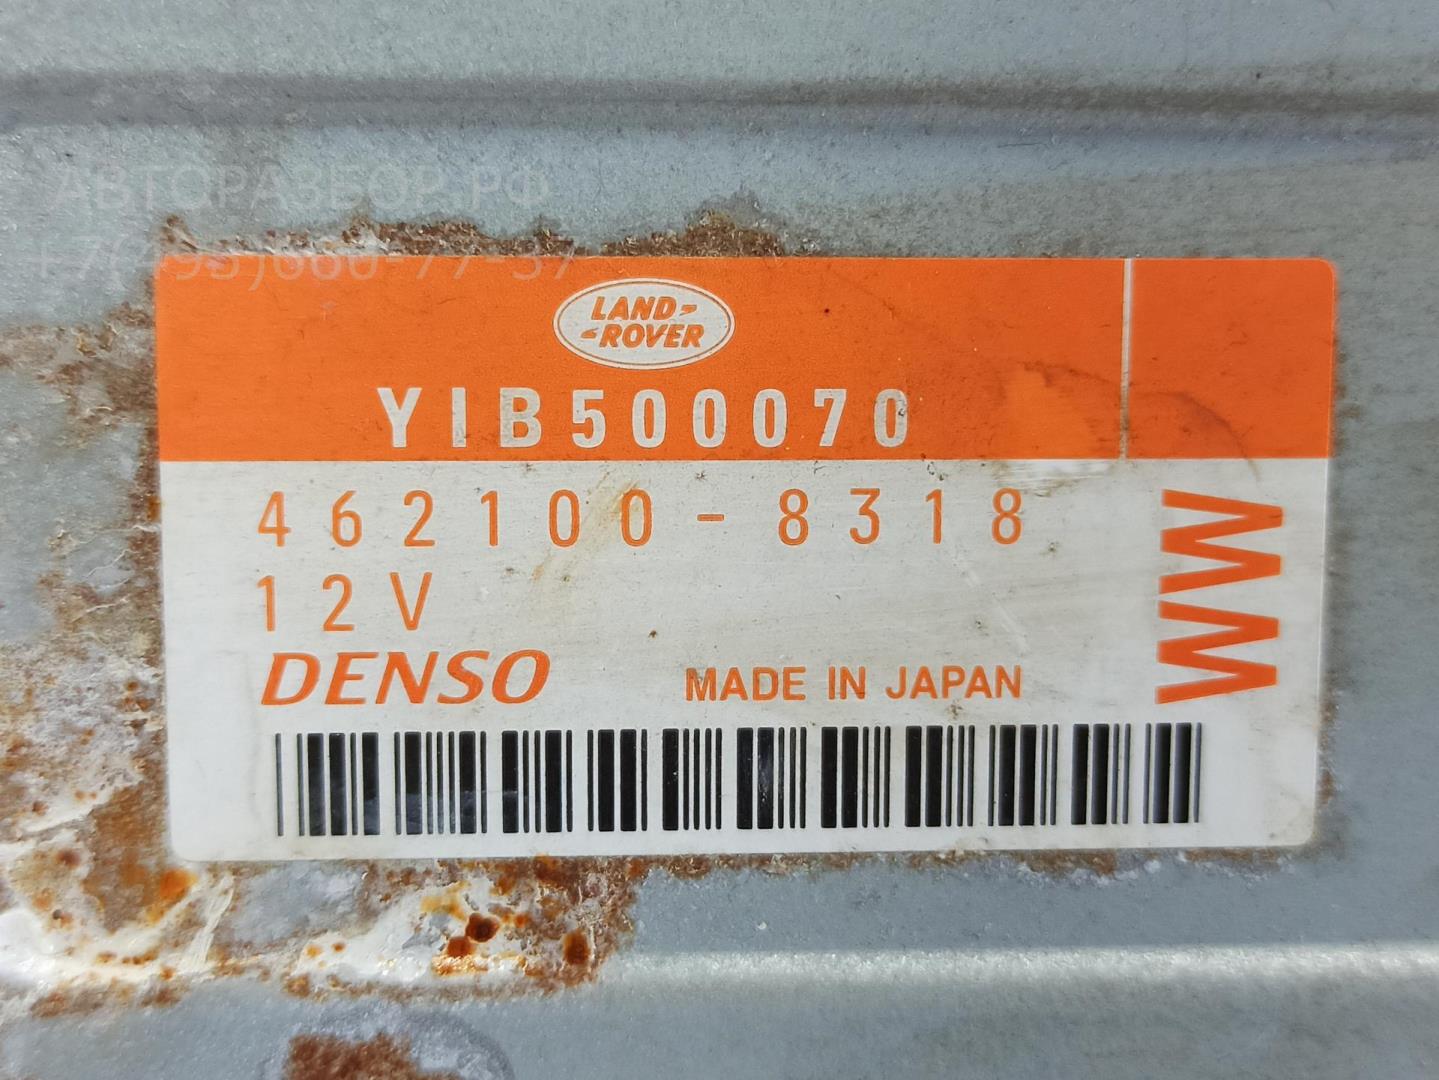 АВТОРАЗБОР.РФ
LAND-
-ROVER
YIB500070
462100-8318
12V
DENSO
MADE IN JAPAN
WW